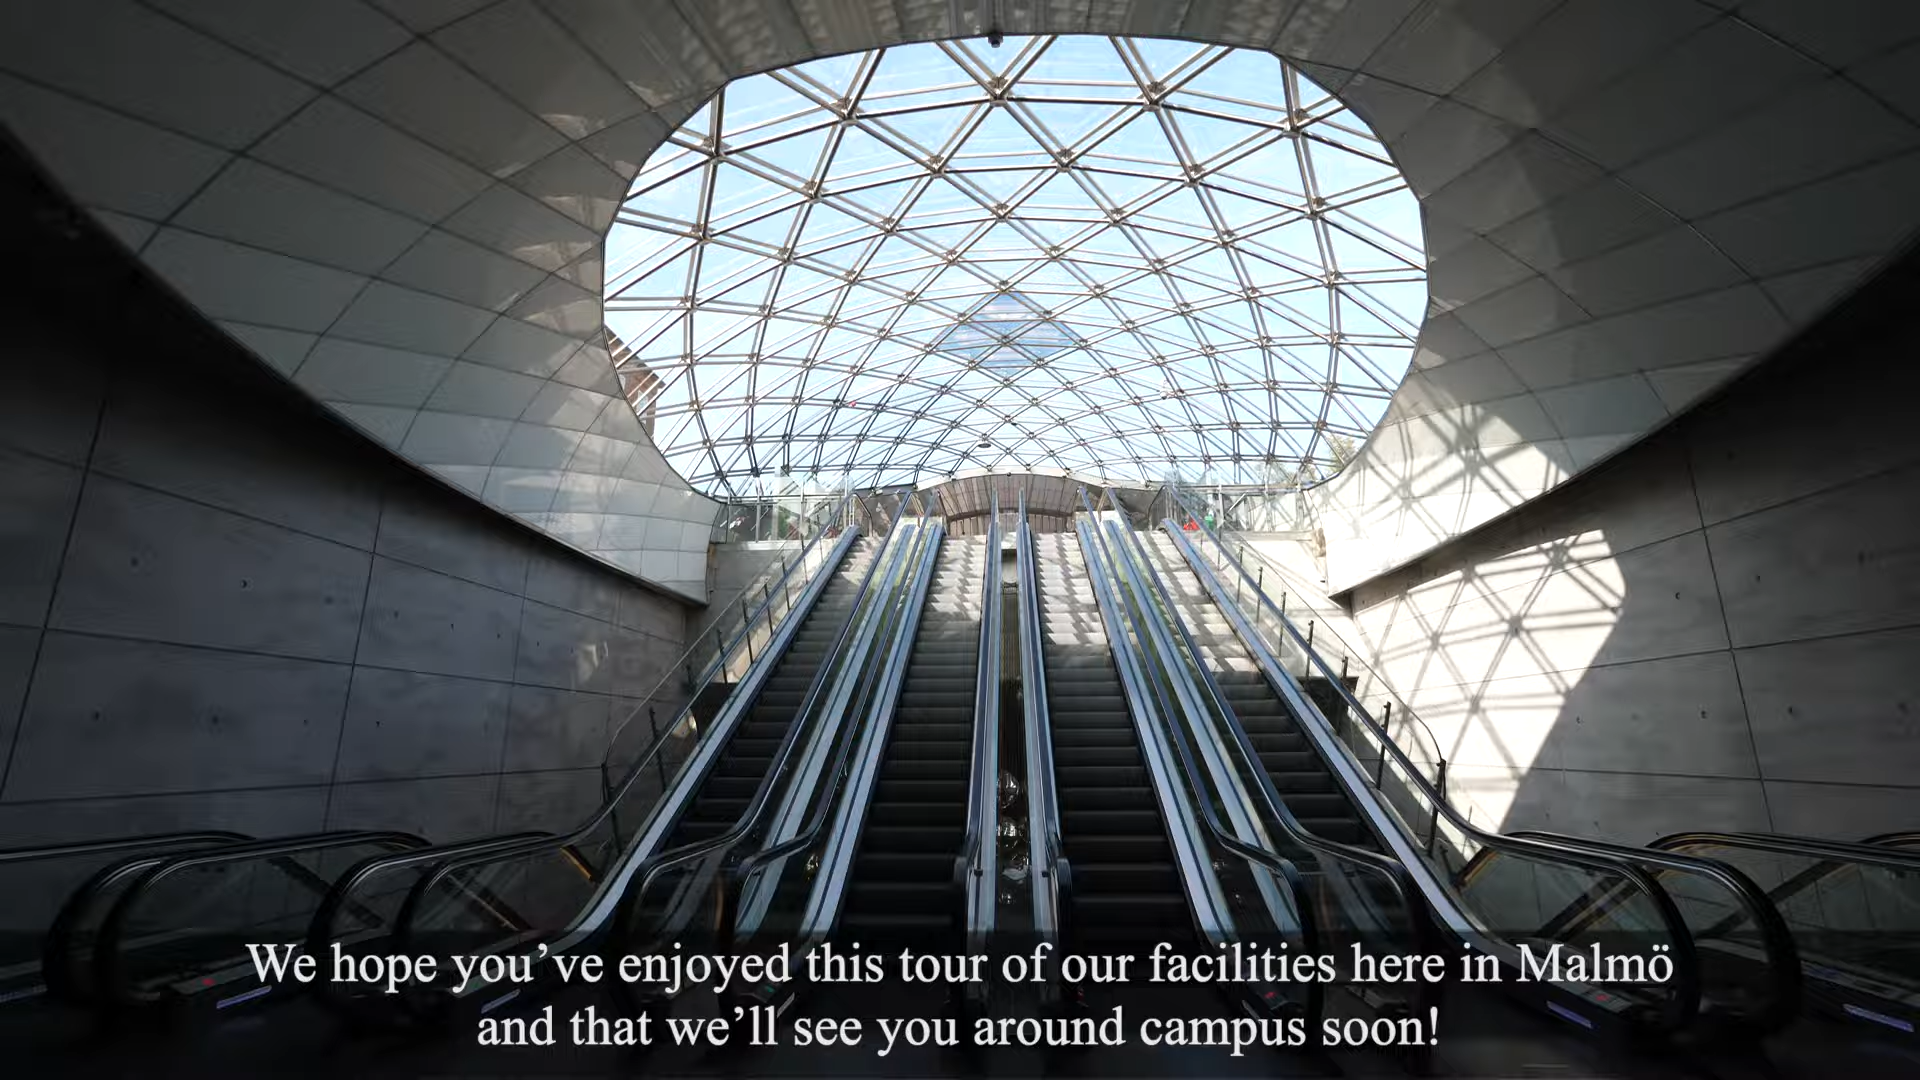 We hope you’ve enjoyed this tour of our facilities here in Malmö
and that we’ll see you around campus soon!